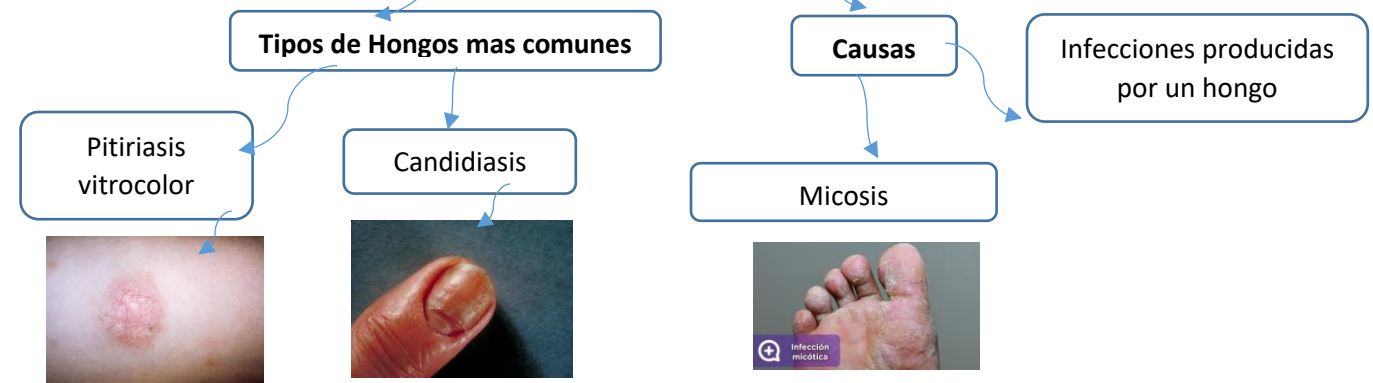 Tipos de Hongos mas comunes
Causas
Infecciones producidas
por un hongo
Pitiriasis
vitrocolor
Candidiasis
Micosis
Infección
micótica